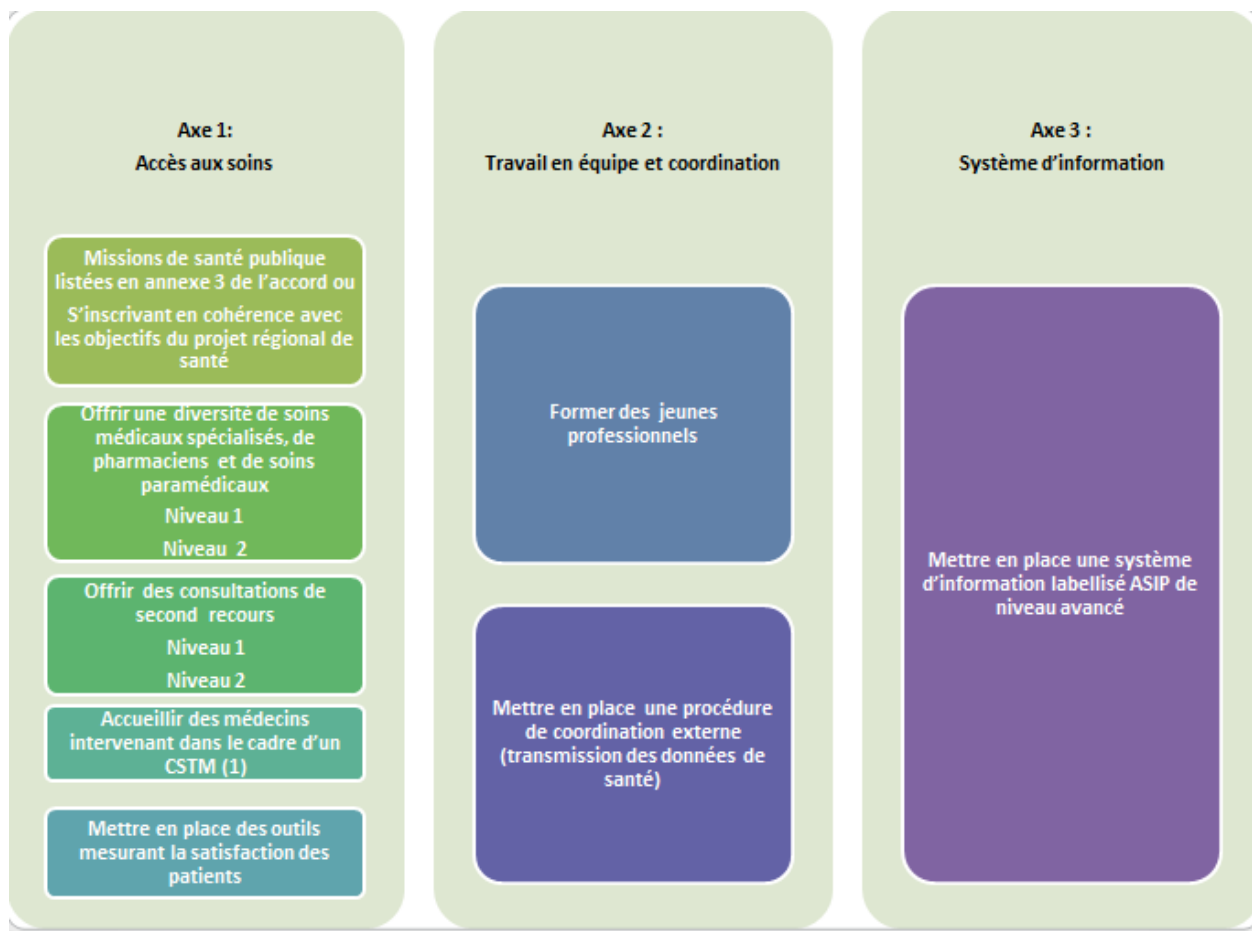 Axe 1:
Accès aux soins
Missions de santé publique
listées en annexe 3 de l'accord ou
S'inscrivant en cohérence avec
les objectifs du projet régional de
santé
Offrir une diversité de soins
médicaux spécialisés, de
pharmaciens et de soins
paramédicaux
Niveau 1
Niveau 2
Offrir des consultations de
second recours
Niveau 1
Niveau 2
Accueillir des médecins
intervenant dans le cadre d'un
CSTM (1)
Mettre en place des outils
mesurant la satisfaction des
patients
Axe 2 :
Travail en équipe et coordination
Former des jeunes
professionnels
Mettre en place une procédure
de coordination externe
(transmission des données de
santé)
Axe 3 :
Système d'information
Mettre en place une système
d'information labellisé ASIP de
niveau avancé